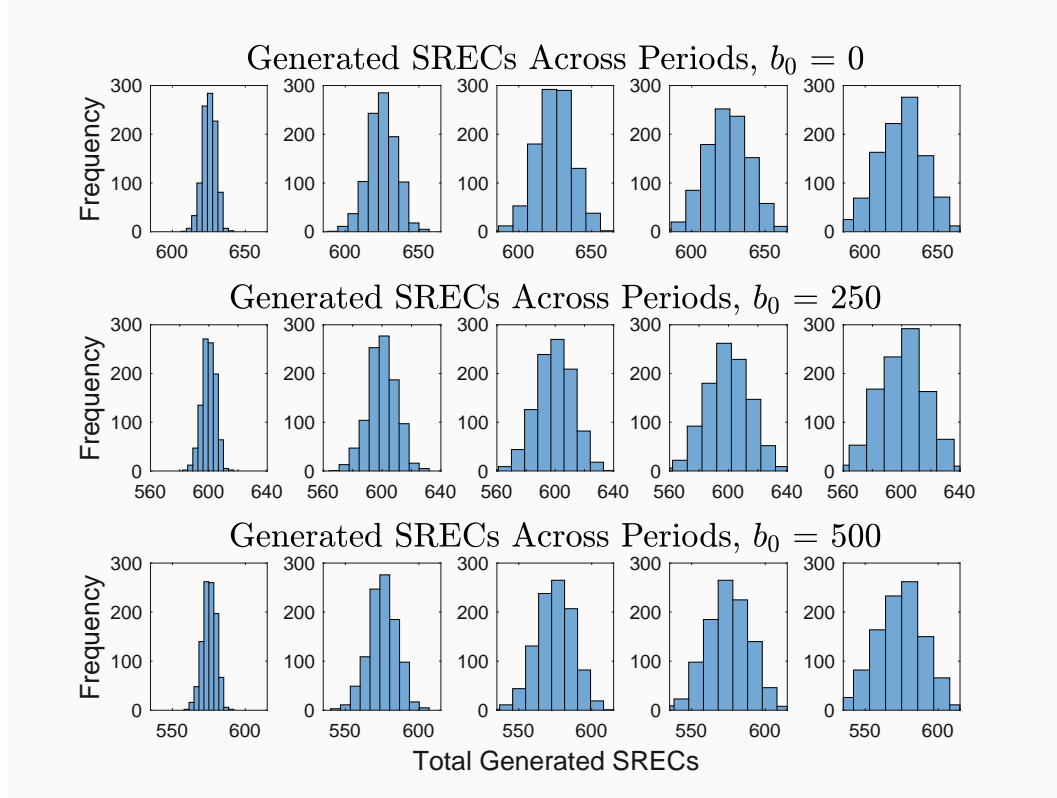 Generated SRECs Across Periods, b₀ = 0
Frequency
300 300 300 300 300
200 200 200 200 200
100 100 100 100 100
0 0 0 0 0
600 650 600 650 600 650 600 650 600 650
Generated SRECs Across Periods, b₀ = 250
Frequency
300 300 300 300 300
200 200 200 200 200
100 100 100 100 100
0 0 0 0 0
560 600 640 560 600 640 560 600 640 560 600 640 560 600 640
Generated SRECs Across Periods, b₀ = 500
Frequency
300 300 300 300 300
200 200 200 200 200
100 100 100 100 100
0 0 0 0 0
550 600 550 600 550 600 550 600 550 600
Total Generated SRECs